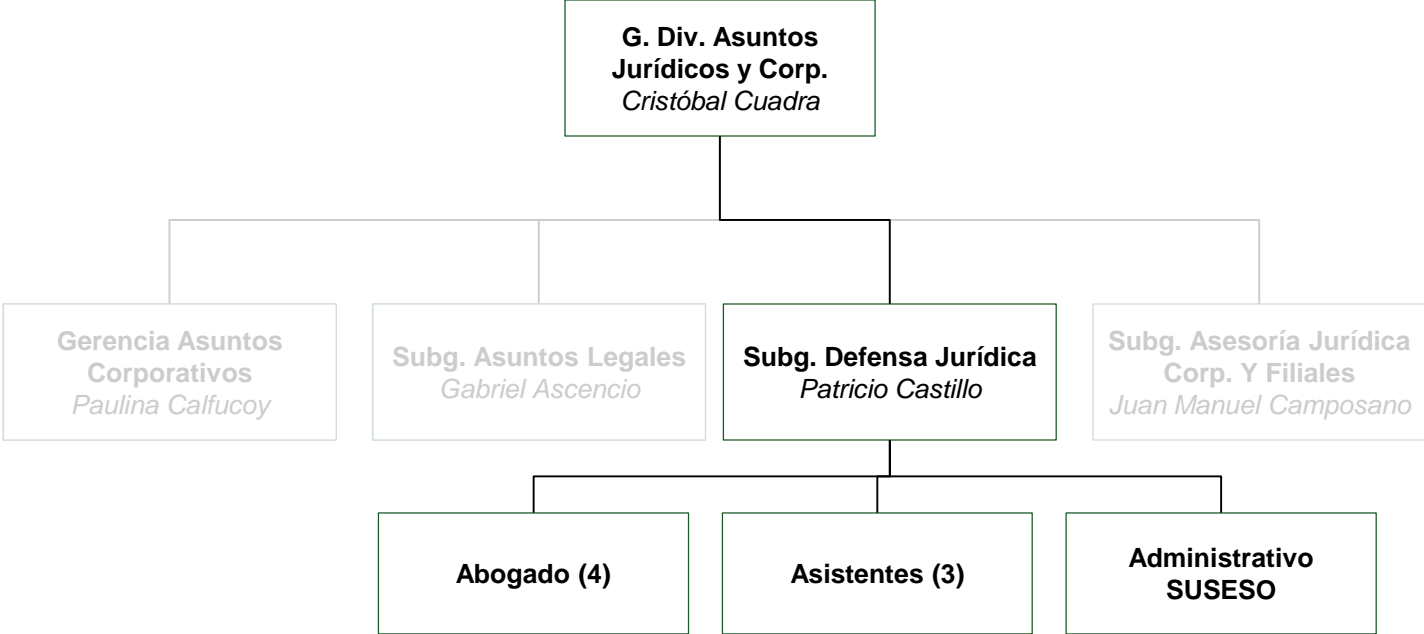 G. Div. Asuntos
Jurídicos y Corp.
Cristóbal Cuadra
Gerencia Asuntos
Corporativos
Paulina Calfucoy
Subg. Asuntos Legales
Gabriel Ascencio
Subg. Defensa Jurídica
Patricio Castillo
Subg. Asesoría Jurídica
Corp. Y Filiales
Juan Manuel Camposano
Abogado (4)
Asistentes (3)
Administrativo
SUSESO